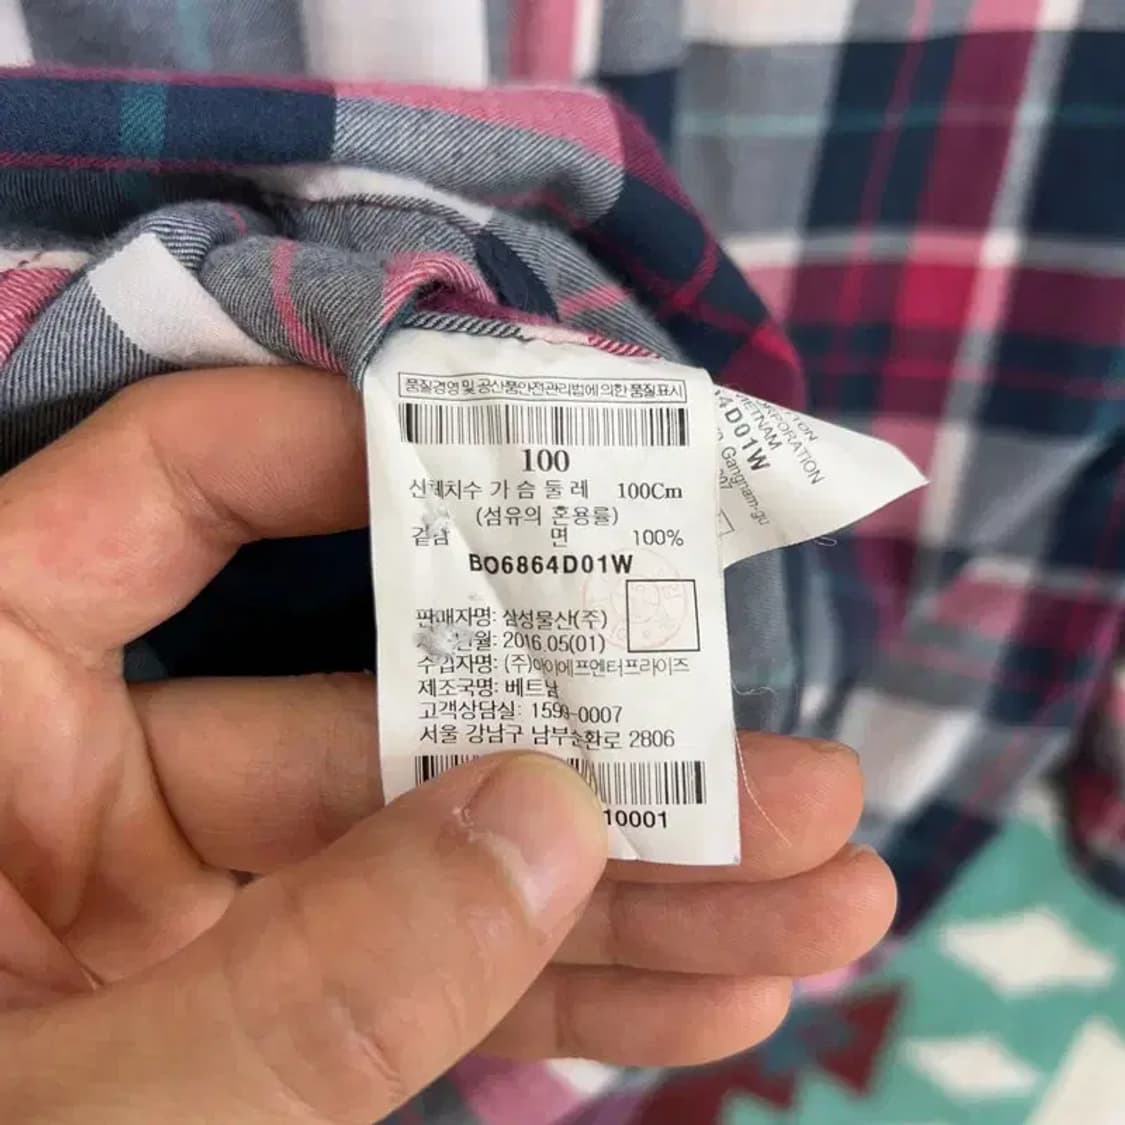 품질경영 및 공산품안전관리법에 의한 품질표시
100
신체치수 가 슴 둘 레 100Cm
(섬유의 혼용률)
겉감 면 100%
BO6864D01W
판매자명: 삼성물산(주)
2016.05(01)
수입자명: (주)아이에프엔터프라이즈
제조국명: 베트남
고객상담실: 1599-0007
서울 강남구 남부순환로 2806
10001
VIETNAM
4D01W
Gangnam-gu